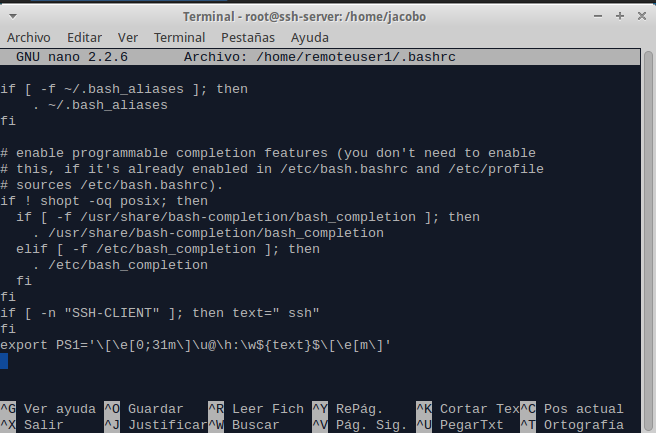 Terminal - root@ssh-server: /home/jacobo
Archivo Editar Ver Terminal Pestañas Ayuda
GNU nano 2.2.6 Archivo: /home/remoteuser1/.bashrc
if [ -f ~/.bash_aliases ]; then
    . ~/.bash_aliases
fi
# enable programmable completion features (you don't need to enable
# this, if it's already enabled in /etc/bash.bashrc and /etc/profile
# sources /etc/bash.bashrc).
if ! shopt -oq posix; then
  if [ -f /usr/share/bash-completion/bash_completion ]; then
    . /usr/share/bash-completion/bash_completion
  elif [ -f /etc/bash_completion ]; then
    . /etc/bash_completion
  fi
fi
if [ -n "SSH-CLIENT" ]; then text=" ssh"
fi
export PS1='\[\e[0;31m\]\u@\h:\w${text}$\[\e[m\]'
^G Ver ayuda ^O Guardar ^R Leer Fich ^Y RePág. ^K Cortar Tex ^C Pos actual
^X Salir ^J Justificar ^W Buscar ^V Pág. Sig. ^U PegarTxt ^T Ortografía